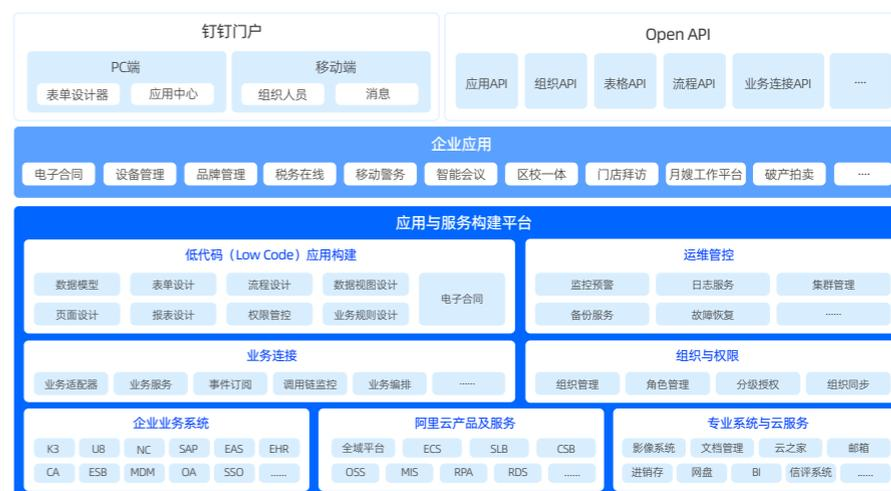 钉钉门户
PC端
移动端
表单设计器 应用中心 组织人员 消息
Open API
应用API 组织API 表格API 流程API 业务连接API ....
企业应用
电子合同 设备管理 品牌管理 税务在线 移动警务 智能会议 区校一体 门店拜访 月嫂工作平台 破产拍卖 ....
应用与服务构建平台
低代码（Low Code）应用构建
数据模型 表单设计 流程设计 数据视图设计 电子合同
页面设计 报表设计 权限管控 业务规则设计
运维管控
监控预警 日志服务 集群管理
备份服务 故障恢复 ......
业务连接
业务适配器 业务服务 事件订阅 调用链监控 业务编排 ......
组织与权限
组织管理 角色管理 分级授权 组织同步
企业业务系统
K3 U8 NC SAP EAS EHR
CA ESB MDM OA SSO ......
阿里云产品及服务
全域平台 ECS SLB CSB
OSS MIS RPA RDS ......
专业系统与云服务
影像系统 文档管理 云之家 邮箱
进销存 网盘 BI 信评系统 ......